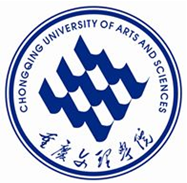 CHONGQING UNIVERSITY OF ARTS AND SCIENCES
重庆文理学院